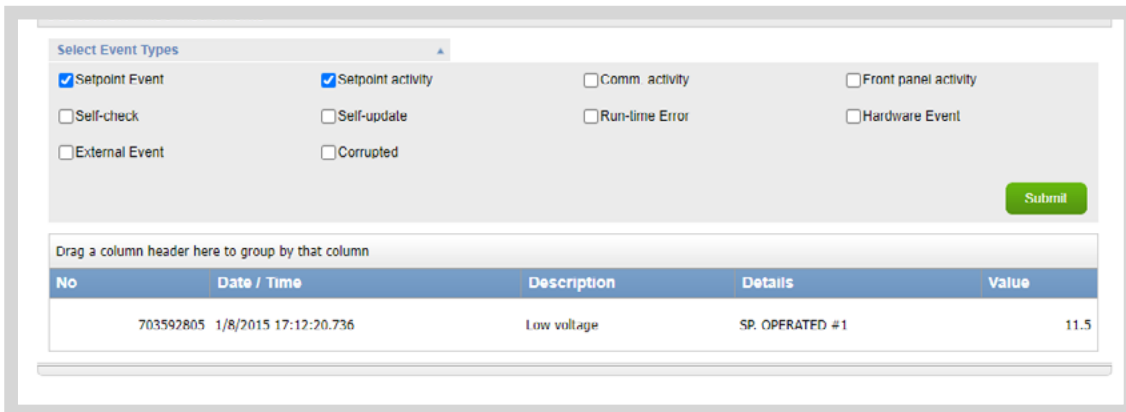 Select Event Types
Setpoint Event Setpoint activity Comm. activity Front panel activity
Self-check Self-update Run-time Error Hardware Event
External Event Corrupted
Submit
Drag a column header here to group by that column
No Date / Time Description Details Value
703592805 1/8/2015 17:12:20.736 Low voltage SP. OPERATED #1 11.5